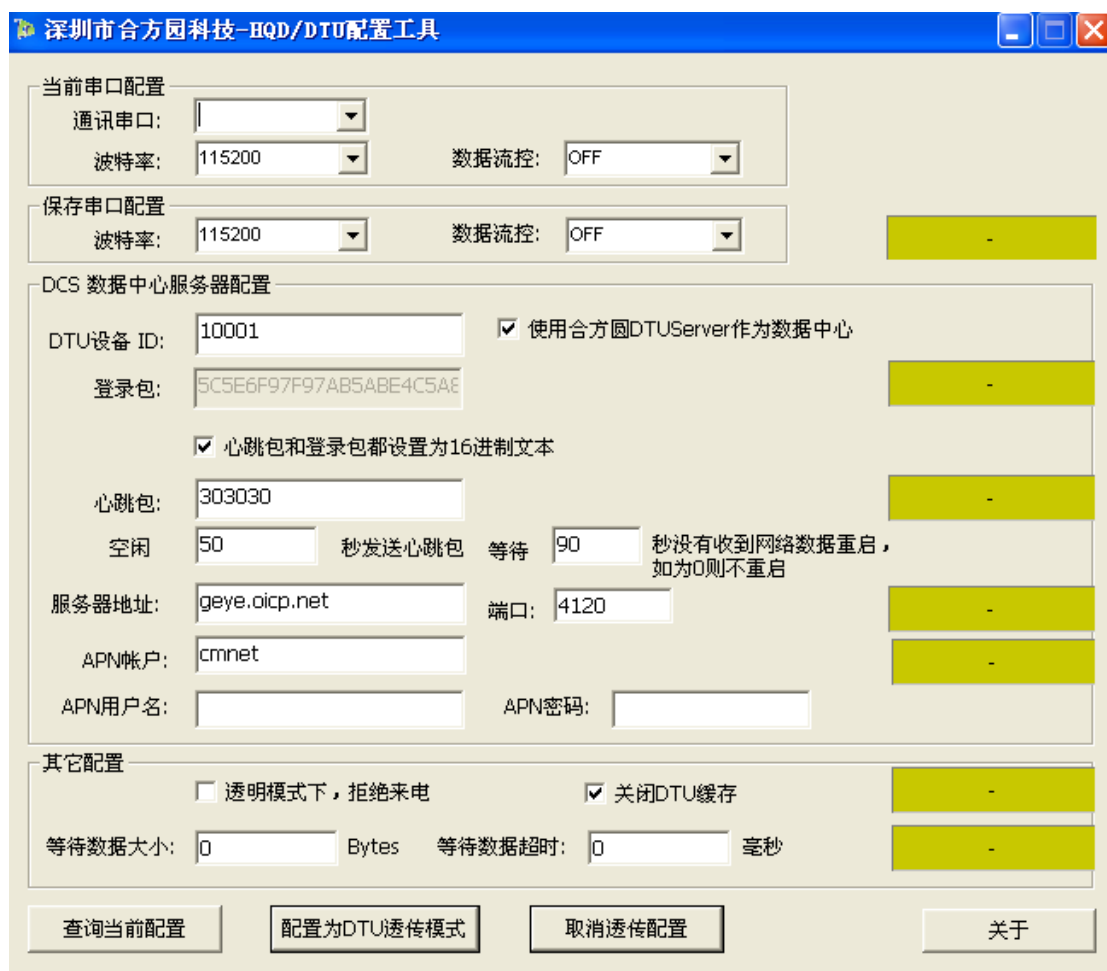 深圳市合方园科技-HQD/DTU配置工具
当前串口配置
通讯串口:
波特率: 115200 数据流控: OFF
保存串口配置
波特率: 115200 数据流控: OFF -
DCS 数据中心服务器配置
DTU设备 ID: 10001 使用合方圆DTUServer作为数据中心
登录包: 5C5E6F97F97AB5ABE4C5A8 -
心跳包和登录包都设置为16进制文本
心跳包: 303030 -
空闲 50 秒发送心跳包 等待 90 秒没有收到网络数据重启，
如为0则不重启
服务器地址: geye.oicp.net 端口: 4120 -
APN帐户: cmnet -
APN用户名: APN密码:
其它配置
透明模式下，拒绝来电 关闭DTU缓存 -
等待数据大小: 0 Bytes 等待数据超时: 0 毫秒 -
查询当前配置 配置为DTU透传模式 取消透传配置 关于